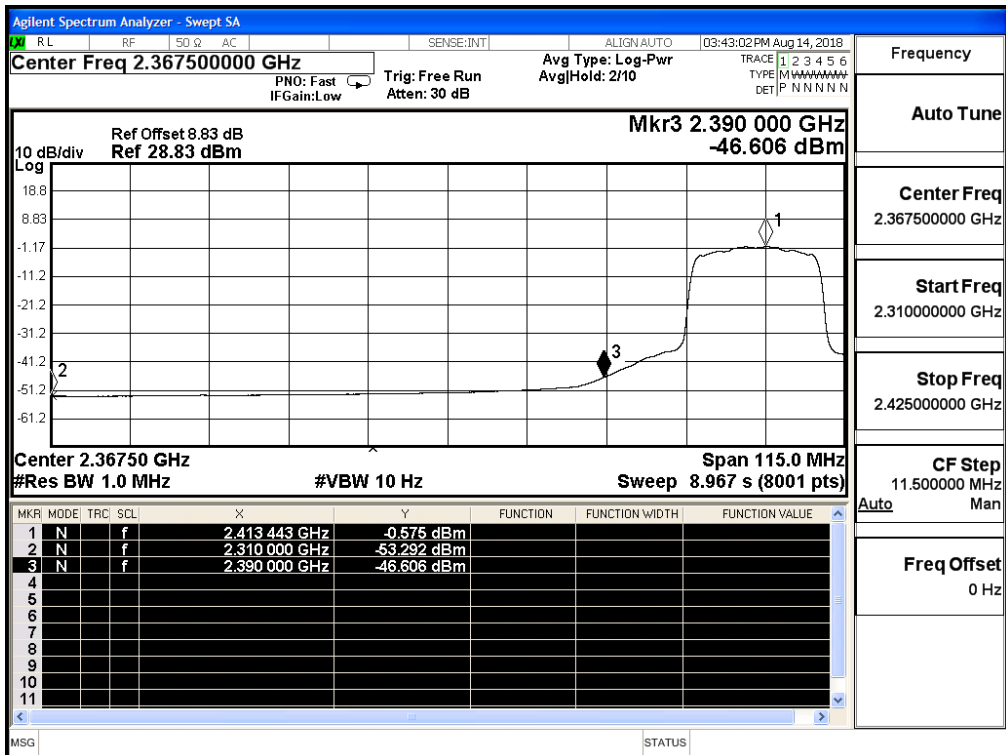 Agilent Spectrum Analyzer - Swept SA
LXI RL RF 50 Ω AC SENSE:INT ALIGN AUTO 03:43:02 PM Aug 14, 2018
Center Freq 2.367500000 GHz
PNO: Fast
IFGain:Low
Trig: Free Run
Atten: 30 dB
Avg Type: Log-Pwr
Avg|Hold: 2/10
TRACE 1 2 3 4 5 6
TYPE M WWWWW
DET P N N N N N
Ref Offset 8.83 dB
10 dB/div Ref 28.83 dBm
Log
Mkr3 2.390 000 GHz
-46.606 dBm
18.8
8.83
-1.17
-11.2
-21.2
-31.2
-41.2
-51.2
-61.2
1
2
3
Center 2.36750 GHz Span 115.0 MHz
#Res BW 1.0 MHz #VBW 10 Hz Sweep 8.967 s (8001 pts)
MKR MODE TRC SCL X Y FUNCTION FUNCTION WIDTH FUNCTION VALUE
1 N f 2.413 443 GHz -0.575 dBm
2 N f 2.310 000 GHz -53.292 dBm
3 N f 2.390 000 GHz -46.606 dBm
4
5
6
7
8
9
10
11
MSG STATUS
Frequency
Auto Tune
Center Freq
2.367500000 GHz
Start Freq
2.310000000 GHz
Stop Freq
2.425000000 GHz
CF Step
11.500000 MHz
Auto Man
Freq Offset
0 Hz